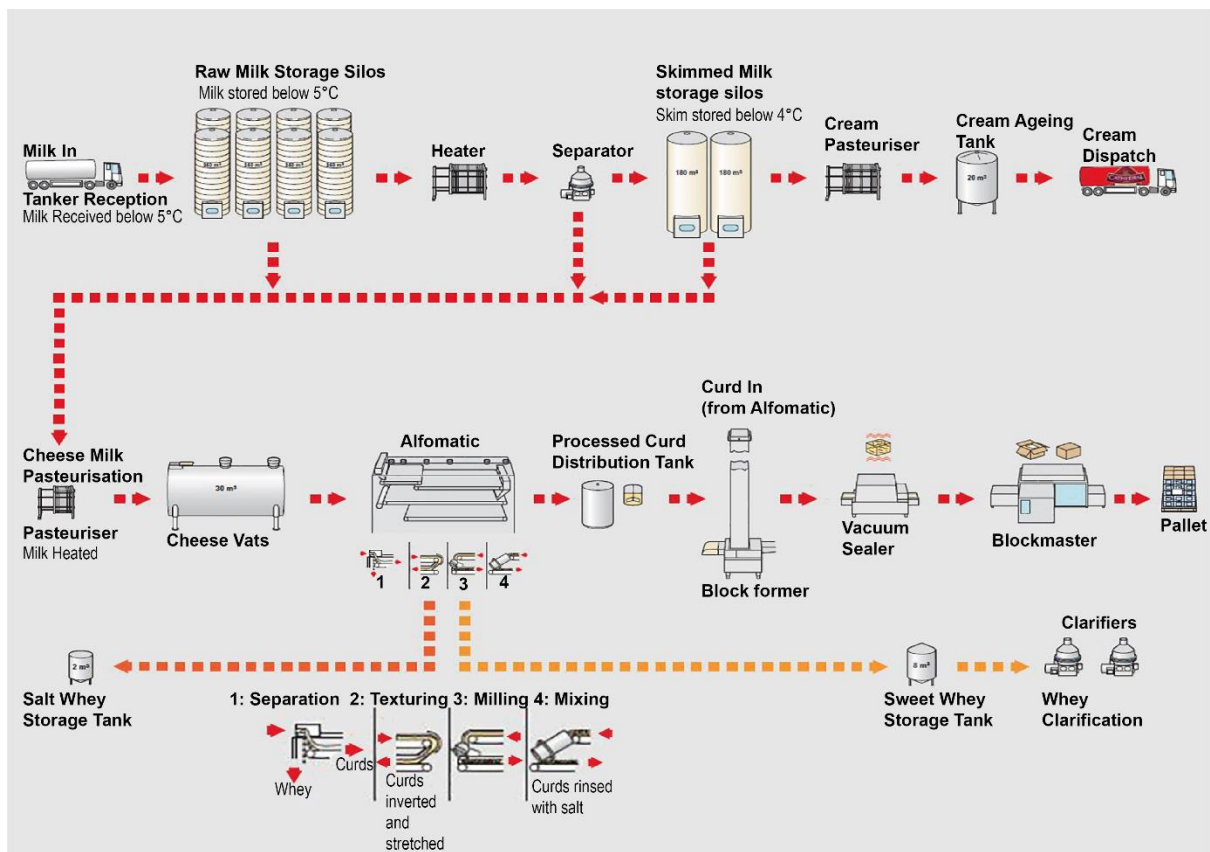 Raw Milk Storage Silos
Milk stored below 5°C
Skimmed Milk
storage silos
Skim stored below 4°C
Milk In
Tanker Reception
Milk Received below 5°C
Heater
Separator
180 m³
180 m³
Cream
Pasteuriser
Cream Ageing
Tank
20 m³
Cream
Dispatch
Cheese Milk
Pasteurisation
Pasteuriser
Milk Heated
30 m³
Cheese Vats
Alfomatic
1 2 3 4
Processed Curd
Distribution Tank
Curd In
(from Alfomatic)
Block former
Vacuum
Sealer
Blockmaster
Pallet
2 m³
Salt Whey
Storage Tank
1: Separation 2: Texturing 3: Milling 4: Mixing
Whey
Curds
Curds
inverted
and
stretched
Curds rinsed
with salt
8 m³
Sweet Whey
Storage Tank
Clarifiers
Whey
Clarification